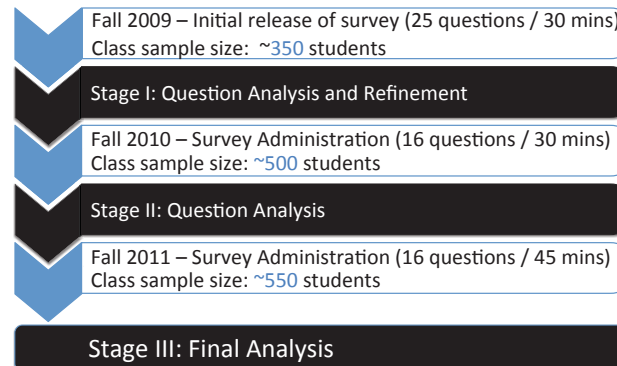 Fall 2009 – Initial release of survey (25 questions / 30 mins)
Class sample size:  ~350 students
Stage I: Question Analysis and Refinement
Fall 2010 – Survey Administration (16 questions / 30 mins)
Class sample size: ~500 students
Stage II: Question Analysis
Fall 2011 – Survey Administration (16 questions / 45 mins)
Class sample size: ~550 students
Stage III: Final Analysis